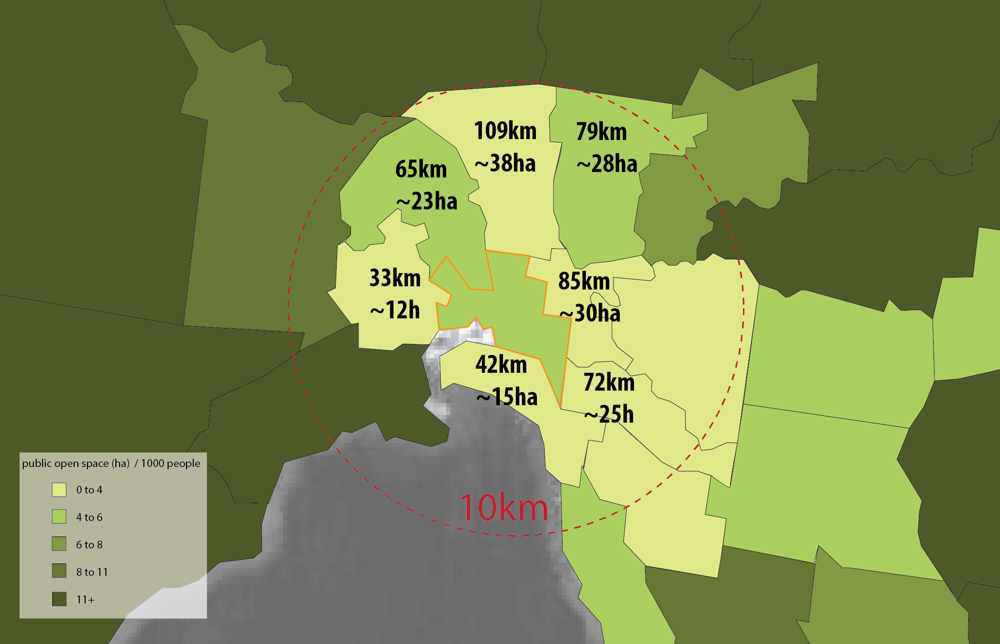 109km
~38ha
79km
~28ha
65km
~23ha
33km
~12h
85km
~30ha
42km
~15ha
72km
~25h
10km
public open space (ha) / 1000 people
0 to 4
4 to 6
6 to 8
8 to 11
11+